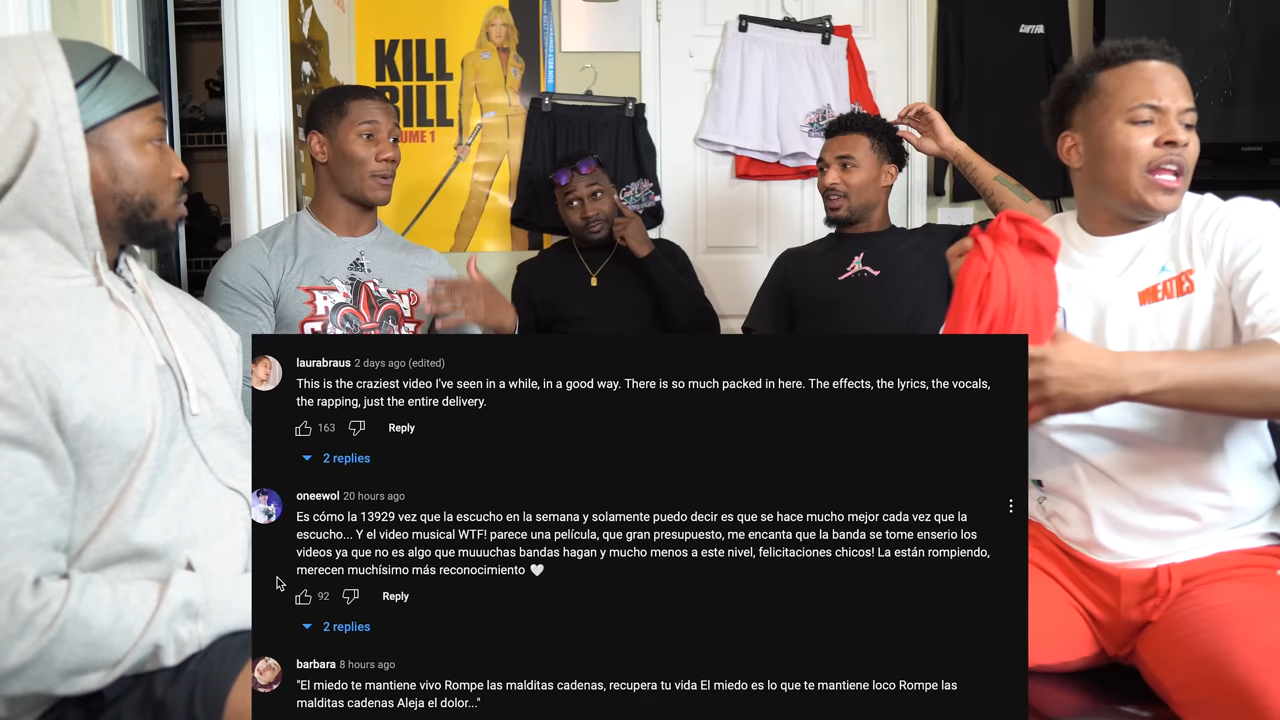 KILL
BILL
VOLUME 1
SUN BELT CONFERENCE
WHEATIES
SAMSUNG
adidas
laurabraus 2 days ago (edited)
This is the craziest video I've seen in a while, in a good way. There is so much packed in here. The effects, the lyrics, the vocals,
the rapping, just the entire delivery.
163 Reply
2 replies
oneewol 20 hours ago
Es cómo la 13929 vez que la escucho en la semana y solamente puedo decir es que se hace mucho mejor cada vez que la
escucho... Y el video musical WTF! parece una película, que gran presupuesto, me encanta que la banda se tome enserio los
videos ya que no es algo que muuuchas bandas hagan y mucho menos a este nivel, felicitaciones chicos! La están rompiendo,
merecen muchísimo más reconocimiento 🤍
92 Reply
2 replies
barbara 8 hours ago
"El miedo te mantiene vivo Rompe las malditas cadenas, recupera tu vida El miedo es lo que te mantiene loco Rompe las
malditas cadenas Aleja el dolor..."